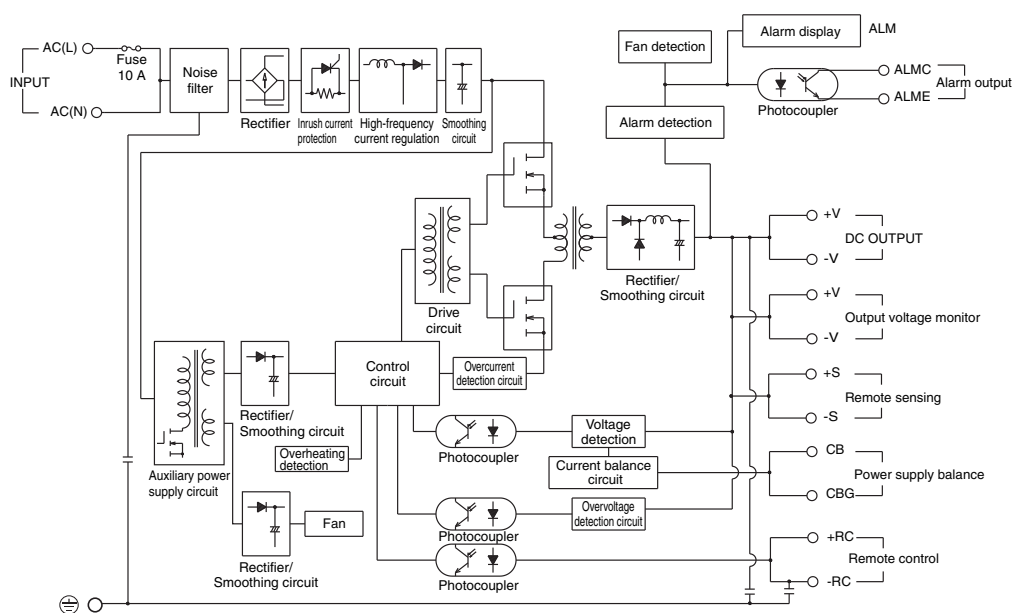 AC(L)
Fuse
10 A
INPUT
AC(N)
Noise
filter
Rectifier
Inrush current
protection
High-frequency
current regulation
Smoothing
circuit
Fan detection
Alarm display
ALM
ALMC
Alarm output
ALME
Photocoupler
Alarm detection
Drive
circuit
Rectifier/
Smoothing circuit
+V
DC OUTPUT
-V
+V
Output voltage monitor
-V
+S
Remote sensing
-S
CB
Power supply balance
CBG
+RC
Remote control
-RC
Control
circuit
Overcurrent
detection circuit
Rectifier/
Smoothing circuit
Auxiliary power
supply circuit
Overheating
detection
Photocoupler
Voltage
detection
Current balance
circuit
Photocoupler
Overvoltage
detection circuit
Photocoupler
Fan
Rectifier/
Smoothing circuit